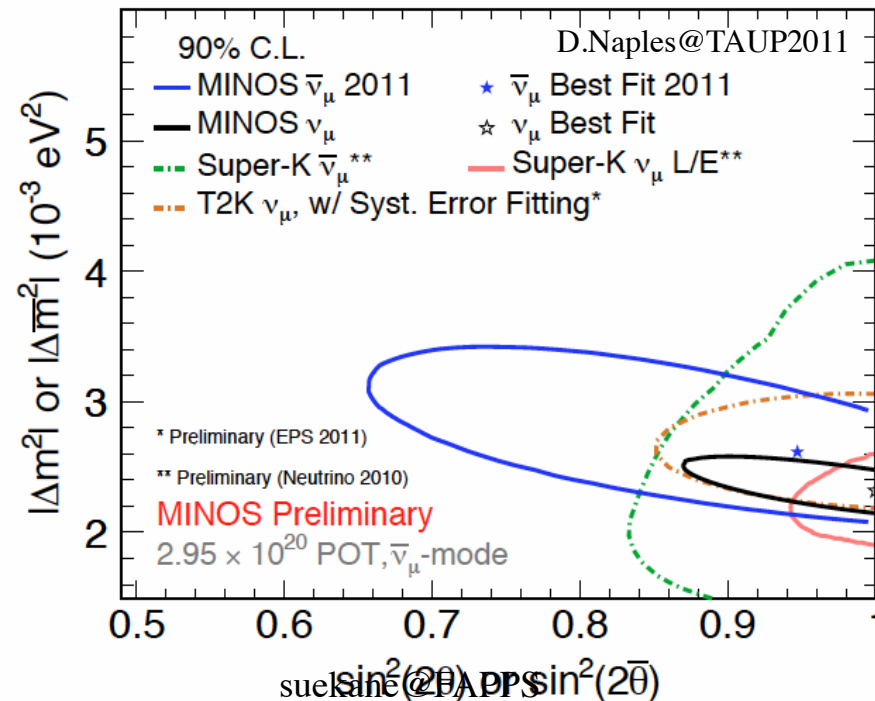 90% C.L. D.Naples@TAUP2011
MINOS ν̅μ 2011 ★ ν̅μ Best Fit 2011
MINOS νμ ☆ νμ Best Fit
Super-K ν̅μ** Super-K νμ L/E**
T2K νμ, w/ Syst. Error Fitting*
|Δm²| or |Δm̅²| (10⁻³ eV²)
5
4
3
2
* Preliminary (EPS 2011)
** Preliminary (Neutrino 2010)
MINOS Preliminary
2.95 × 10²⁰ POT, ν̅μ-mode
0.5 0.6 0.7 0.8 0.9
sin²(2θ) or sin²(2θ̅)
suekane@FAPPS